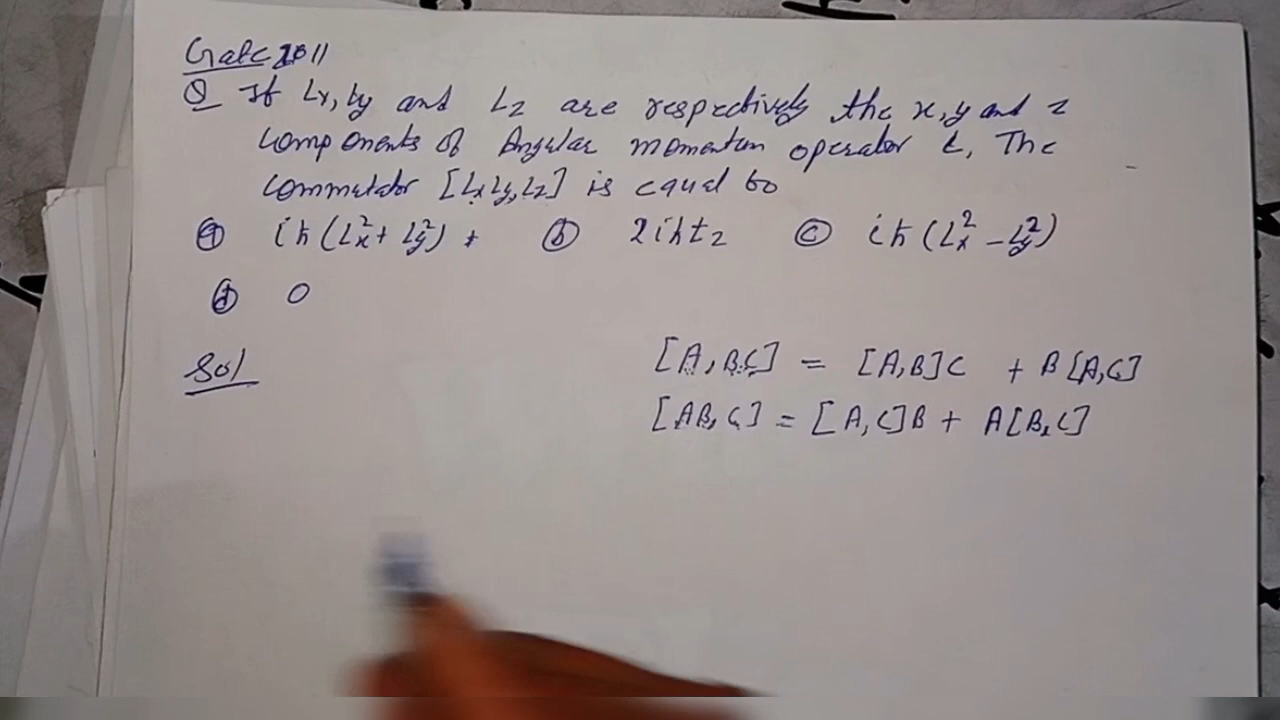 Gate 2011
Q If Lx, Ly and Lz are respectively the x, y and z
components of Angular momentum operator L, The
commutator [LxLy, Lz] is equal to
ⓐ iħ(Lx² + Ly²) ⓑ 2iħLz ⓒ iħ(Lx² - Ly²)
ⓓ 0
Sol
[A, BC] = [A,B]C + B[A,C]
[AB, C] = [A,C]B + A[B,C]